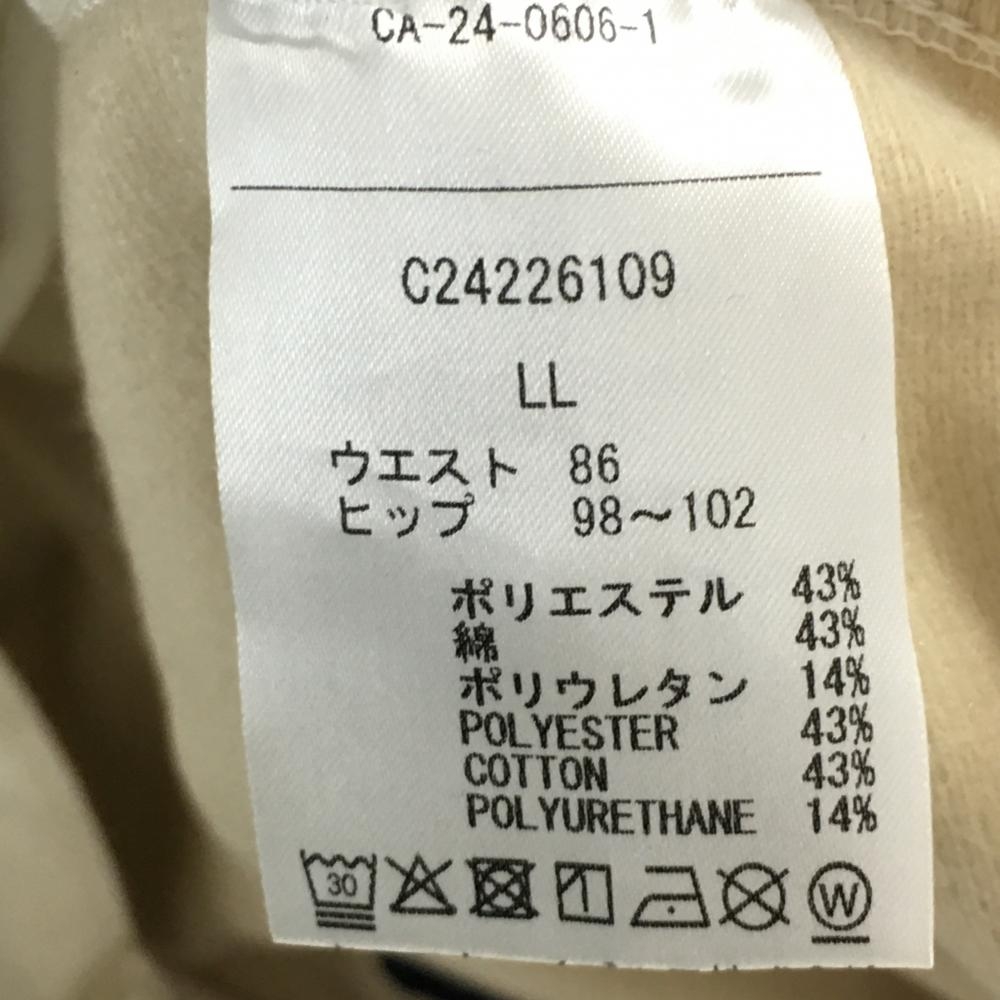 CA-24-0606-1
C24226109
LL
ウエスト 86
ヒップ 98～102
ポリエステル 43%
綿 43%
ポリウレタン 14%
POLYESTER 43%
COTTON 43%
POLYURETHANE 14%
30 W